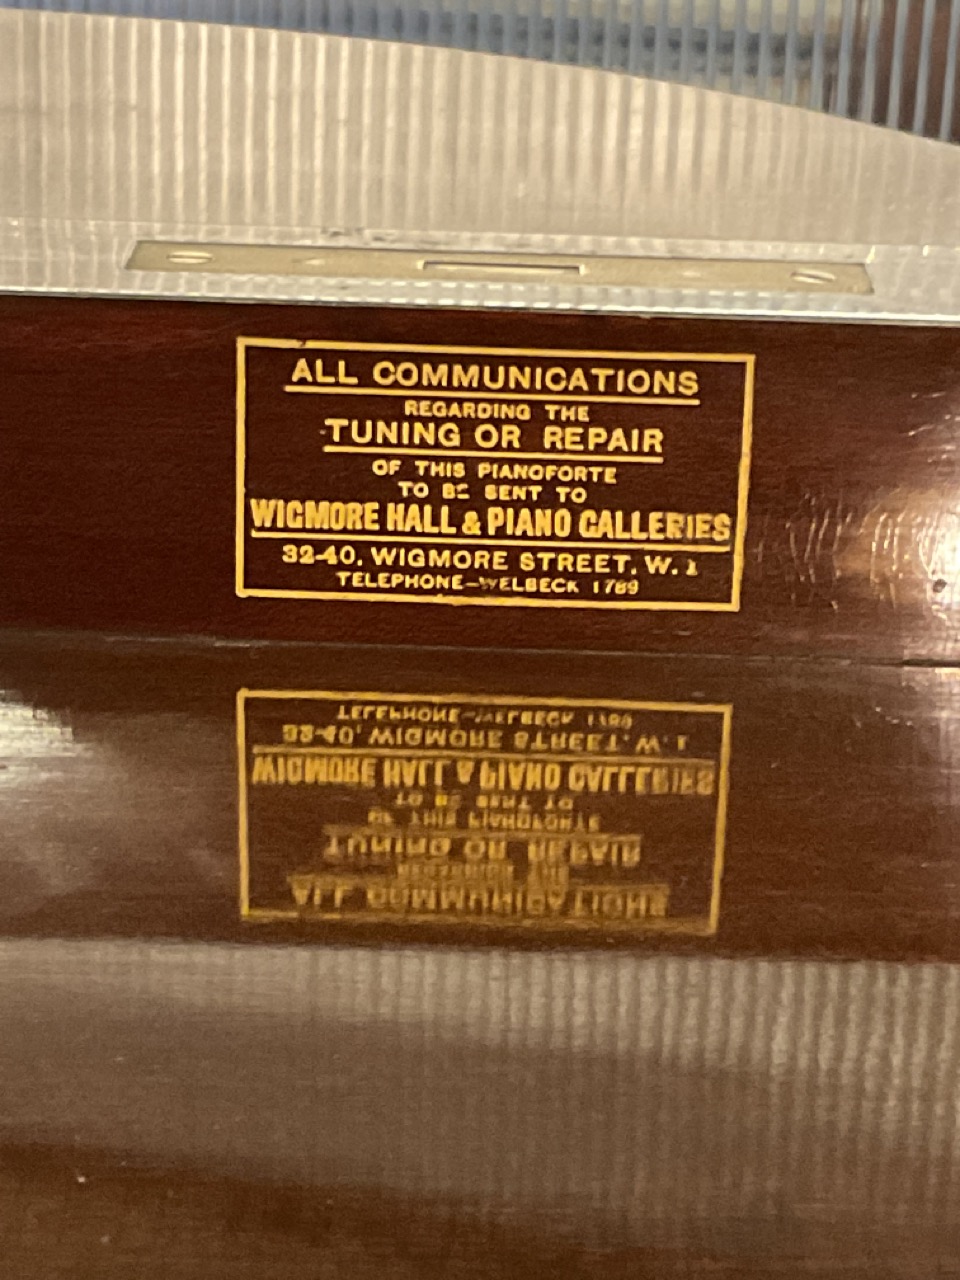 ALL COMMUNICATIONS
REGARDING THE
TUNING OR REPAIR
OF THIS PIANOFORTE
TO BE SENT TO
WIGMORE HALL & PIANO GALLERIES
32-40, WIGMORE STREET, W.1
TELEPHONE-WELBECK 1789